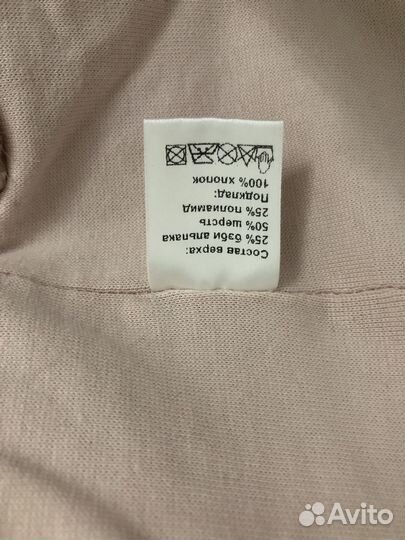 Состав верха:
25% бэби альпака
50% шерсть
25% полиамид
Подклад:
100% хлопок
Avito